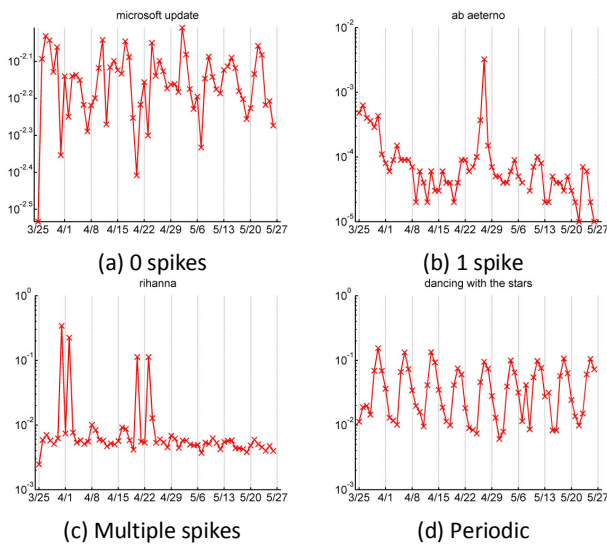 microsoft update
10^-2.1
10^-2.2
10^-2.3
10^-2.4
10^-2.5
3/25 4/1 4/8 4/15 4/22 4/29 5/6 5/13 5/20 5/27
(a) 0 spikes
ab aeterno
10^-2
10^-3
10^-4
10^-5
3/25 4/1 4/8 4/15 4/22 4/29 5/6 5/13 5/20 5/27
(b) 1 spike
rihanna
10^0
10^-1
10^-2
10^-3
3/25 4/1 4/8 4/15 4/22 4/29 5/6 5/13 5/20 5/27
(c) Multiple spikes
dancing with the stars
10^0
10^-1
10^-2
10^-3
3/25 4/1 4/8 4/15 4/22 4/29 5/6 5/13 5/20 5/27
(d) Periodic